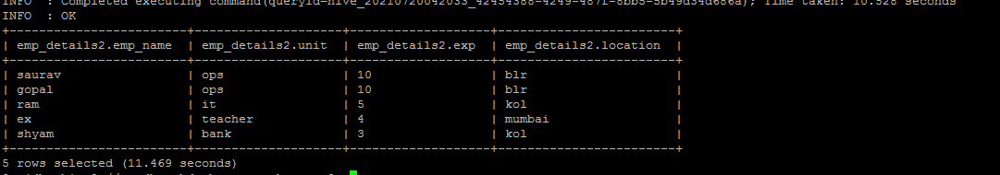 INFO  : Completed executing command(queryId=hive_20210720042033_42454388-4249-4871-8bb5-5b49d34d686a); Time taken: 10.528 seconds
INFO  : OK
+------------------------+--------------------+-------------------+------------------------+
| emp_details2.emp_name | emp_details2.unit | emp_details2.exp | emp_details2.location |
+------------------------+--------------------+-------------------+------------------------+
| saurav | ops | 10 | blr |
| gopal | ops | 10 | blr |
| ram | it | 5 | kol |
| ex | teacher | 4 | mumbai |
| shyam | bank | 3 | kol |
+------------------------+--------------------+-------------------+------------------------+
5 rows selected (11.469 seconds)